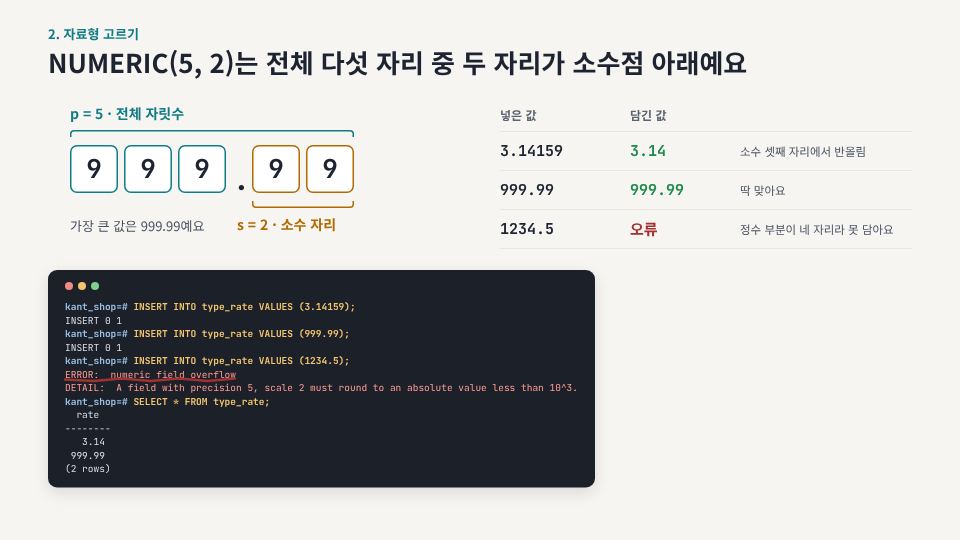 2. 자료형 고르기
NUMERIC(5, 2)는 전체 다섯 자리 중 두 자리가 소수점 아래예요
p = 5 · 전체 자릿수
9 9 9 . 9 9
가장 큰 값은 999.99예요
s = 2 · 소수 자리
넣은 값 담긴 값
3.14159 3.14 소수 셋째 자리에서 반올림
999.99 999.99 딱 맞아요
1234.5 오류 정수 부분이 네 자리라 못 담아요
kant_shop=# INSERT INTO type_rate VALUES (3.14159);
INSERT 0 1
kant_shop=# INSERT INTO type_rate VALUES (999.99);
INSERT 0 1
kant_shop=# INSERT INTO type_rate VALUES (1234.5);
ERROR:  numeric field overflow
DETAIL:  A field with precision 5, scale 2 must round to an absolute value less than 10^3.
kant_shop=# SELECT * FROM type_rate;
  rate
--------
   3.14
 999.99
(2 rows)